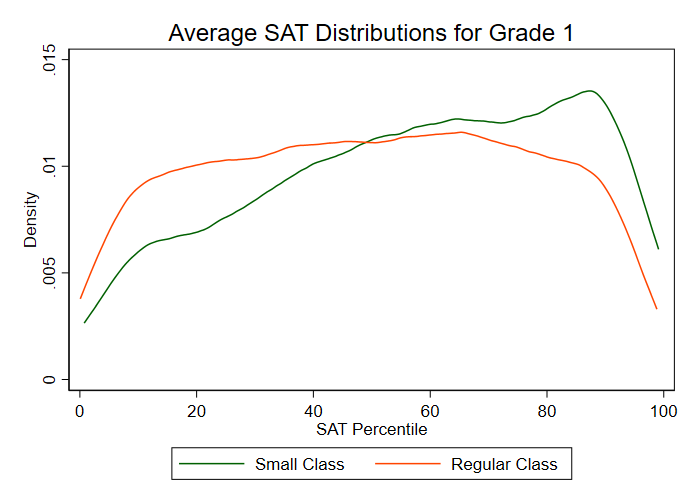 Average SAT Distributions for Grade 1
.015
.01
.005
0
Density
0 20 40 60 80 100
SAT Percentile
Small Class Regular Class